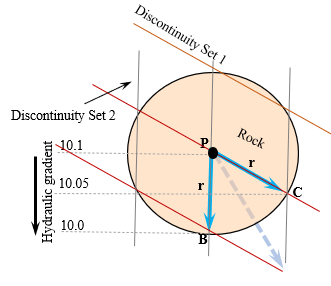 Discontinuity Set 1
Discontinuity Set 2
Rock
P
r
r
C
B
Hydraulic gradient
10.1
10.05
10.0